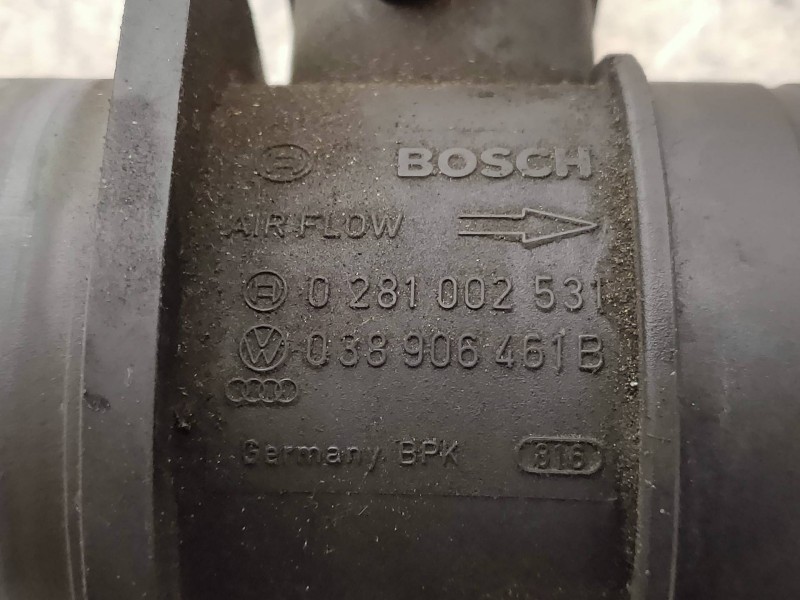 BOSCH
AIR FLOW
0 281 002 531
038 906 461 B
Germany BPK 816